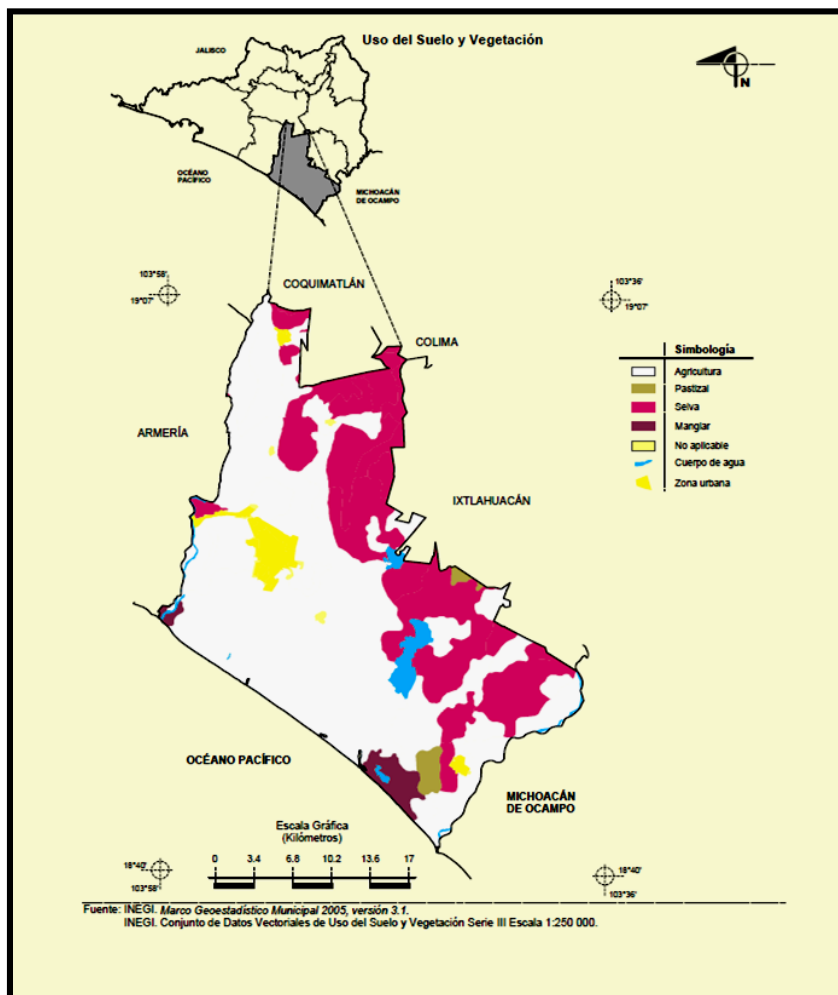 Uso del Suelo y Vegetación
JALISCO
N
OCÉANO
PACÍFICO
MICHOACÁN
DE OCAMPO
103°58'
19°07'
COQUIMATLÁN
103°36'
19°07'
COLIMA
Simbología
Agricultura
Pastizal
Selva
Manglar
No aplicable
Cuerpo de agua
Zona urbana
ARMERÍA
IXTLAHUACÁN
OCÉANO PACÍFICO
MICHOACÁN
DE OCAMPO
Escala Gráfica
(Kilómetros)
0 3.4 6.8 10.2 13.6 17
18°40'
103°58'
18°40'
103°36'
Fuente: INEGI. Marco Geoestadístico Municipal 2005, versión 3.1.
INEGI. Conjunto de Datos Vectoriales de Uso del Suelo y Vegetación Serie III Escala 1:250 000.